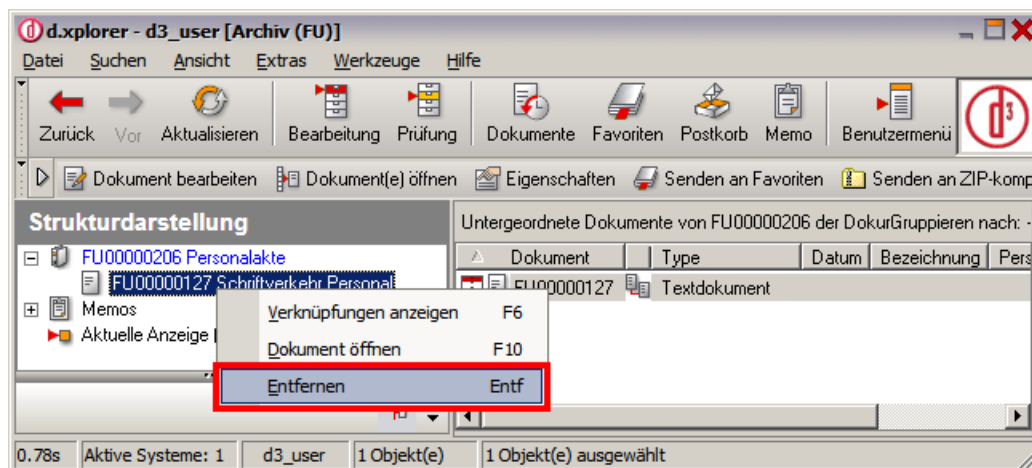 d.xplorer - d3_user [Archiv (FU)]
Datei Suchen Ansicht Extras Werkzeuge Hilfe
Zurück Vor Aktualisieren Bearbeitung Prüfung Dokumente Favoriten Postkorb Memo Benutzermenü d3
Dokument bearbeiten Dokument(e) öffnen Eigenschaften Senden an Favoriten Senden an ZIP-komp
Strukturdarstellung
Untergeordnete Dokumente von FU00000206 der DokurGruppieren nach: -
FU00000206 Personalakte
FU00000127 Schriftverkehr Personal
Memos
Aktuelle Anzeige
Dokument Type Datum Bezeichnung Pers
FU00000127 Textdokument
Verknüpfungen anzeigen F6
Dokument öffnen F10
Entfernen Entf
0.78s Aktive Systeme: 1 d3_user 1 Objekt(e) 1 Objekt(e) ausgewählt